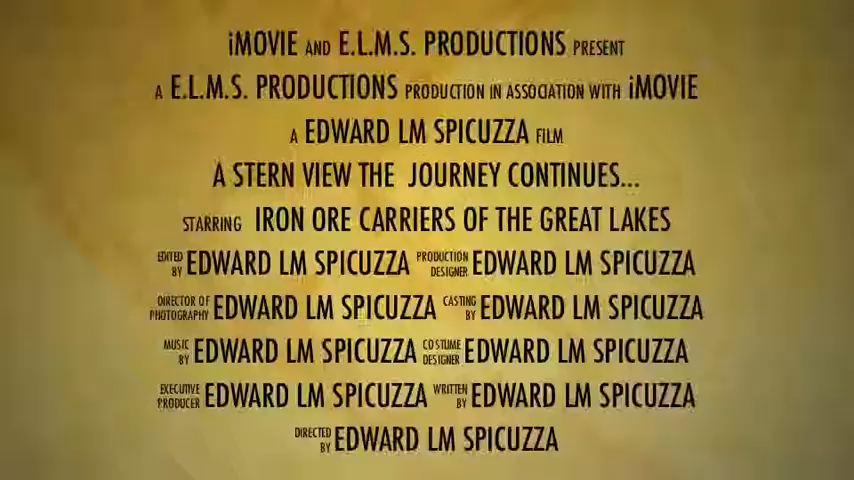 iMOVIE AND E.L.M.S. PRODUCTIONS PRESENT
A E.L.M.S. PRODUCTIONS PRODUCTION IN ASSOCIATION WITH iMOVIE
A EDWARD LM SPICUZZA FILM
A STERN VIEW THE JOURNEY CONTINUES...
STARRING IRON ORE CARRIERS OF THE GREAT LAKES
EDITED BY EDWARD LM SPICUZZA PRODUCTION DESIGNER EDWARD LM SPICUZZA
DIRECTOR OF PHOTOGRAPHY EDWARD LM SPICUZZA CASTING BY EDWARD LM SPICUZZA
MUSIC BY EDWARD LM SPICUZZA COSTUME DESIGNER EDWARD LM SPICUZZA
EXECUTIVE PRODUCER EDWARD LM SPICUZZA WRITTEN BY EDWARD LM SPICUZZA
DIRECTED BY EDWARD LM SPICUZZA